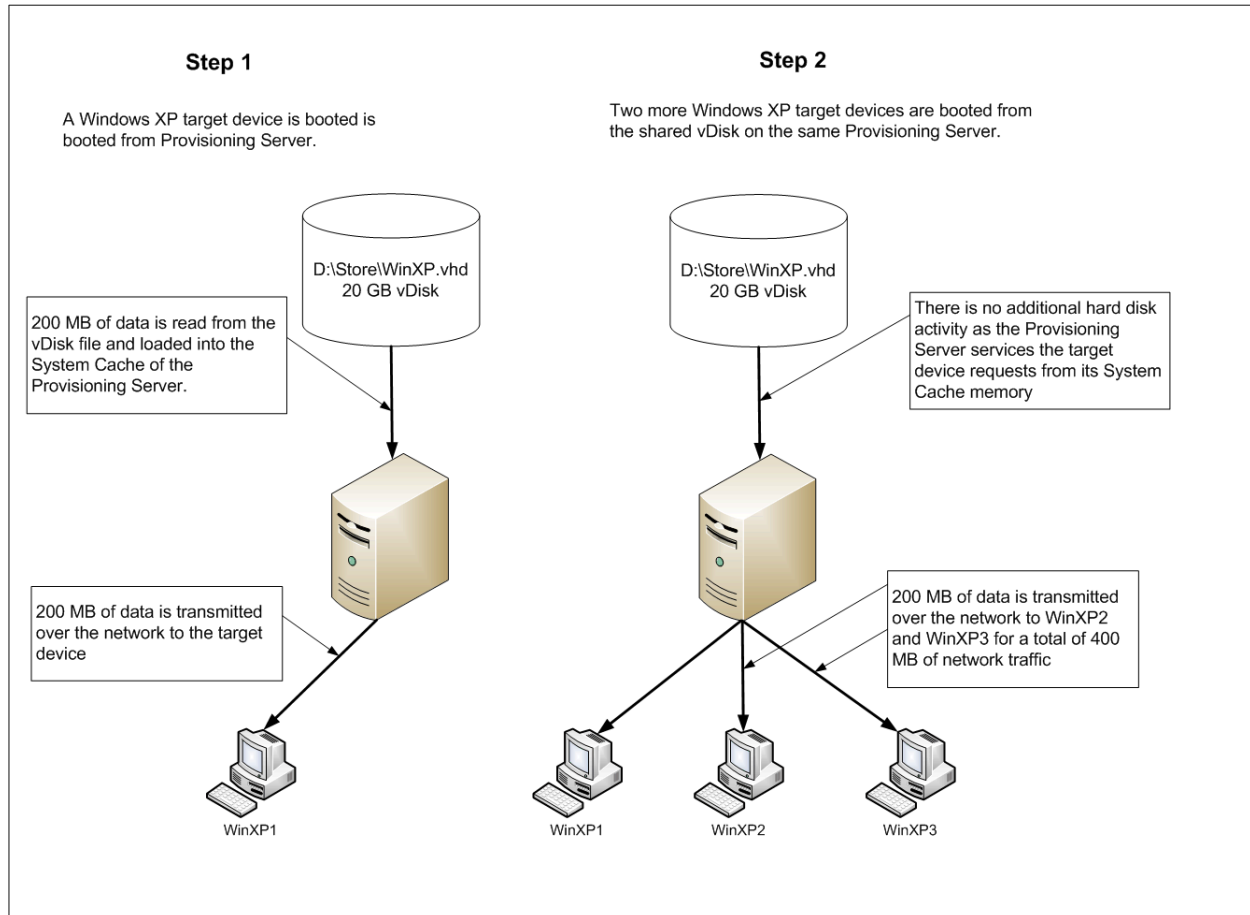 Step 1
A Windows XP target device is booted is
booted from Provisioning Server.
D:\Store\WinXP.vhd
20 GB vDisk
200 MB of data is read from the
vDisk file and loaded into the
System Cache of the
Provisioning Server.
200 MB of data is transmitted
over the network to the target
device
WinXP1
Step 2
Two more Windows XP target devices are booted from
the shared vDisk on the same Provisioning Server.
D:\Store\WinXP.vhd
20 GB vDisk
There is no additional hard disk
activity as the Provisioning
Server services the target
device requests from its System
Cache memory
200 MB of data is transmitted
over the network to WinXP2
and WinXP3 for a total of 400
MB of network traffic
WinXP1
WinXP2
WinXP3